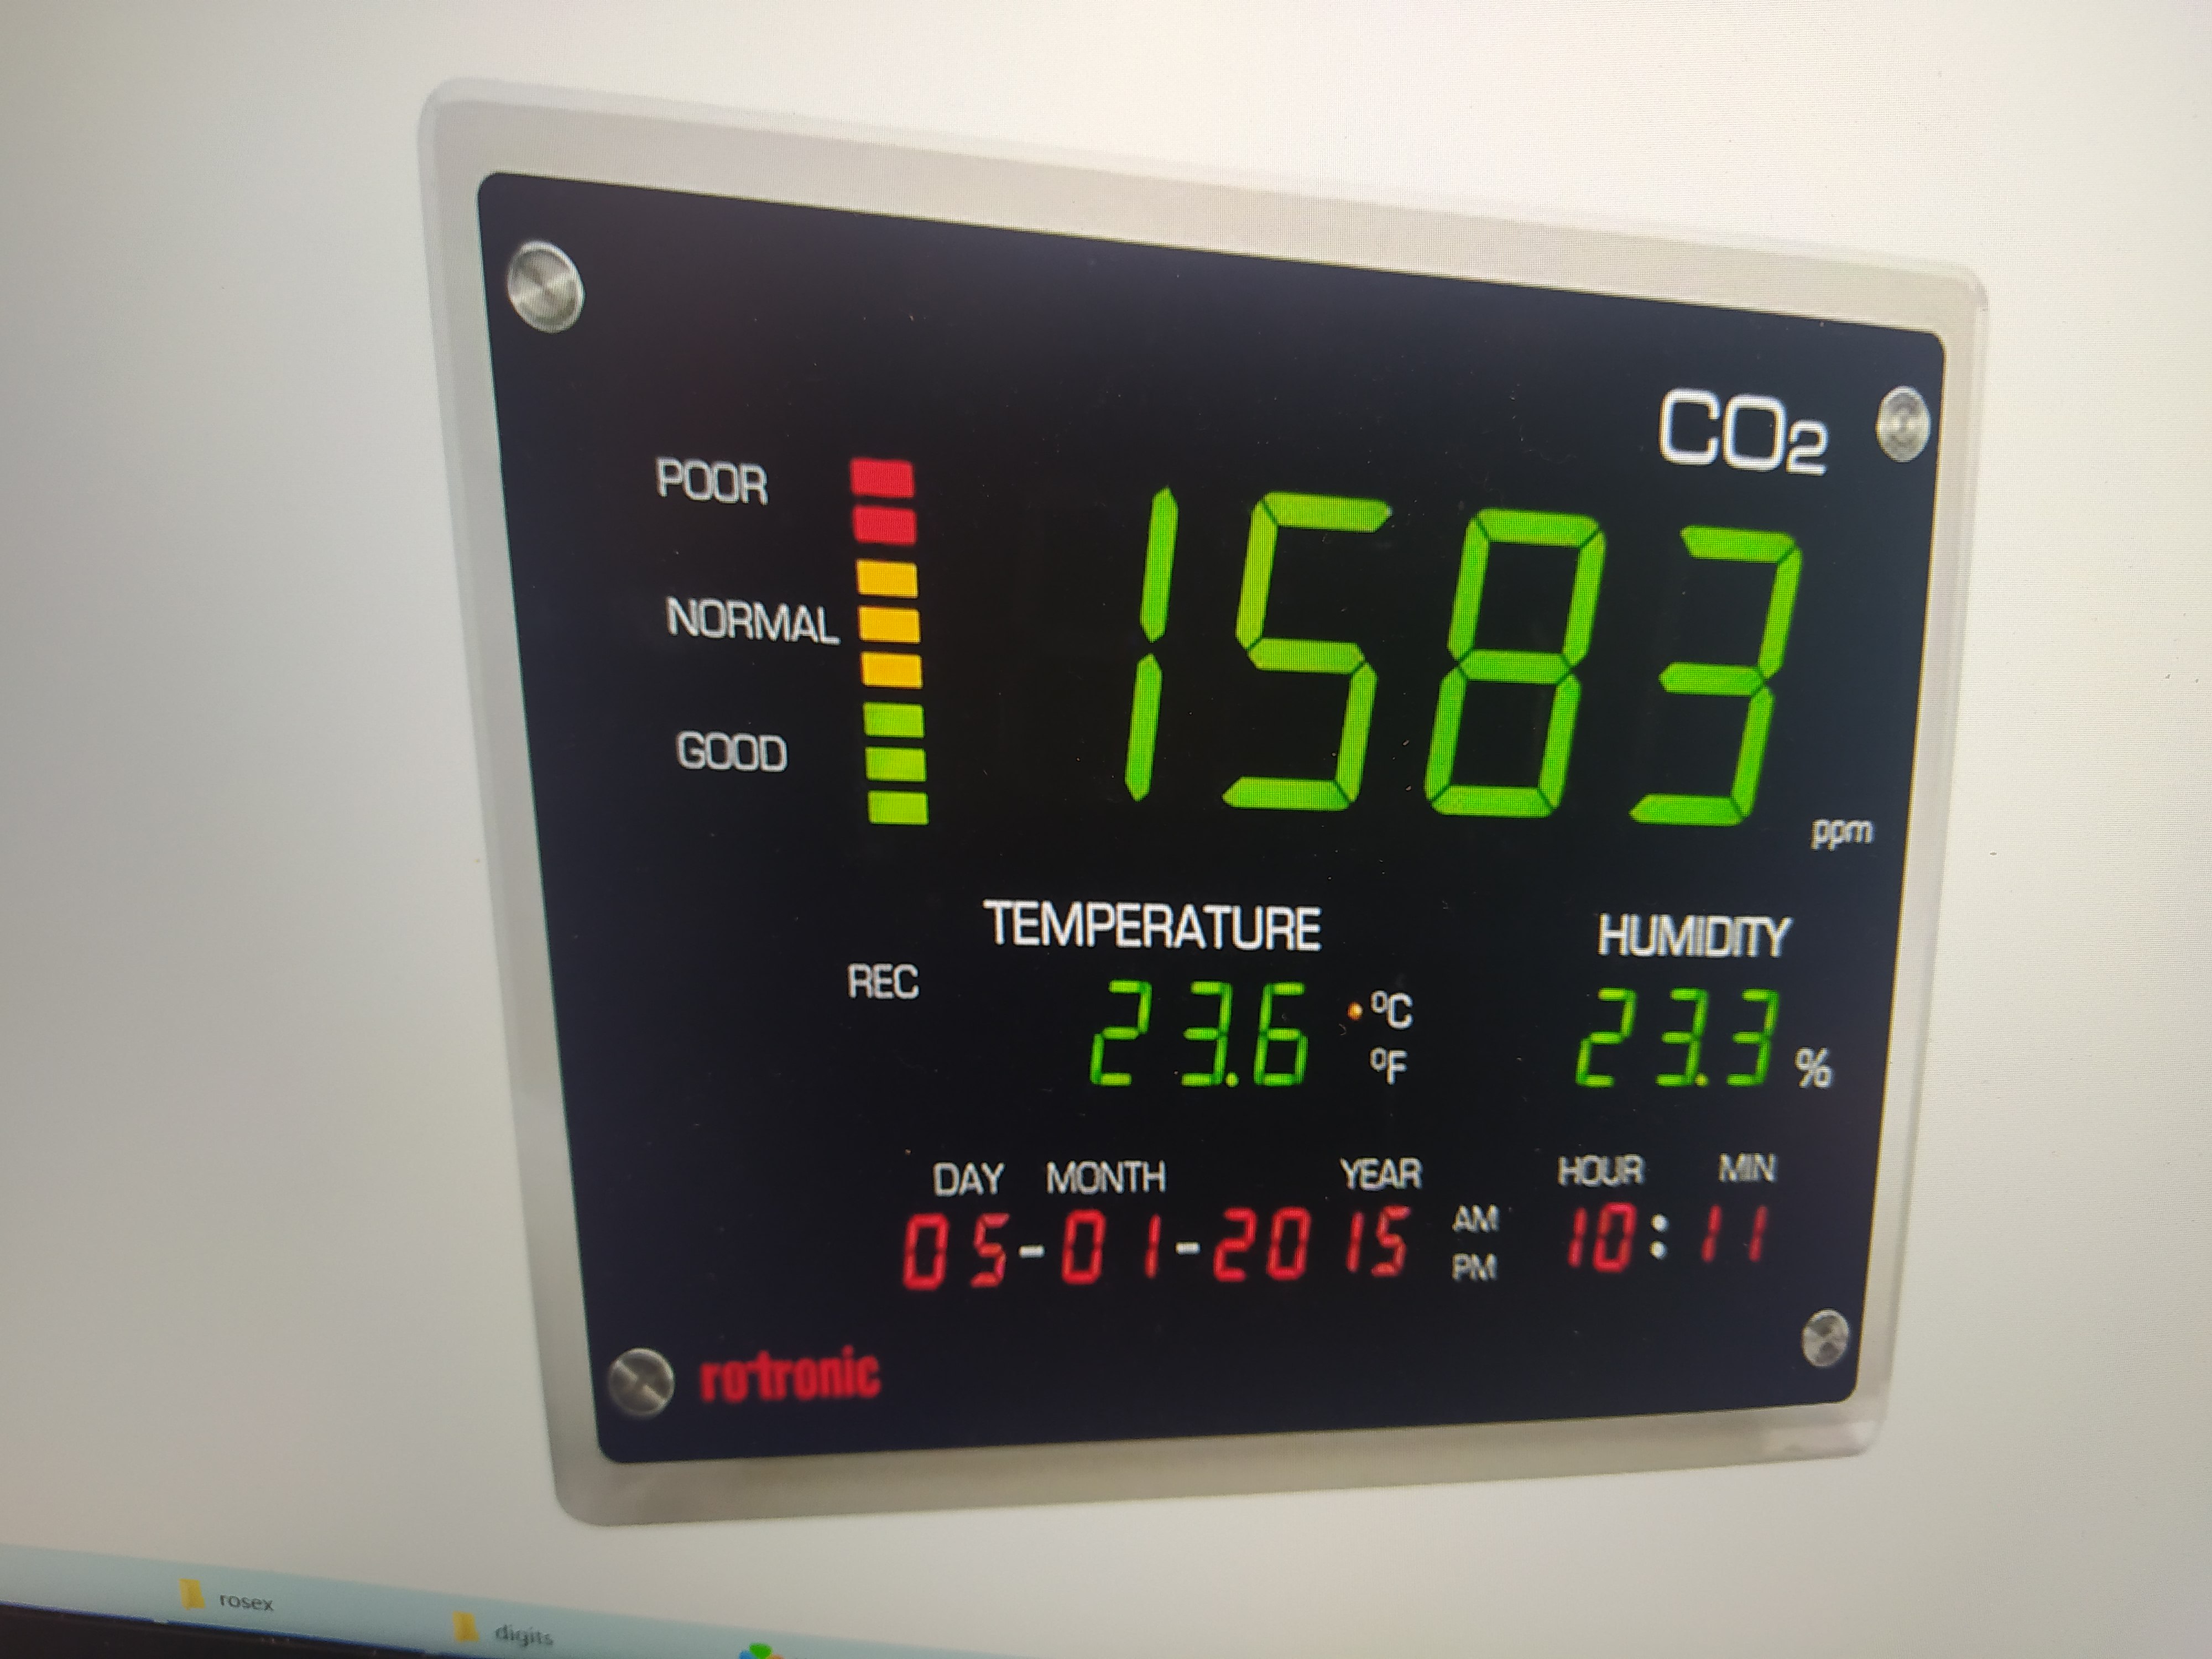 CO2
POOR
NORMAL
GOOD
1583
ppm
TEMPERATURE HUMIDITY
REC 23.6 °C 23.3 %
°F
DAY MONTH YEAR HOUR MIN
05-01-2015 AM 10:11
PM
rotronic
rosex
digits